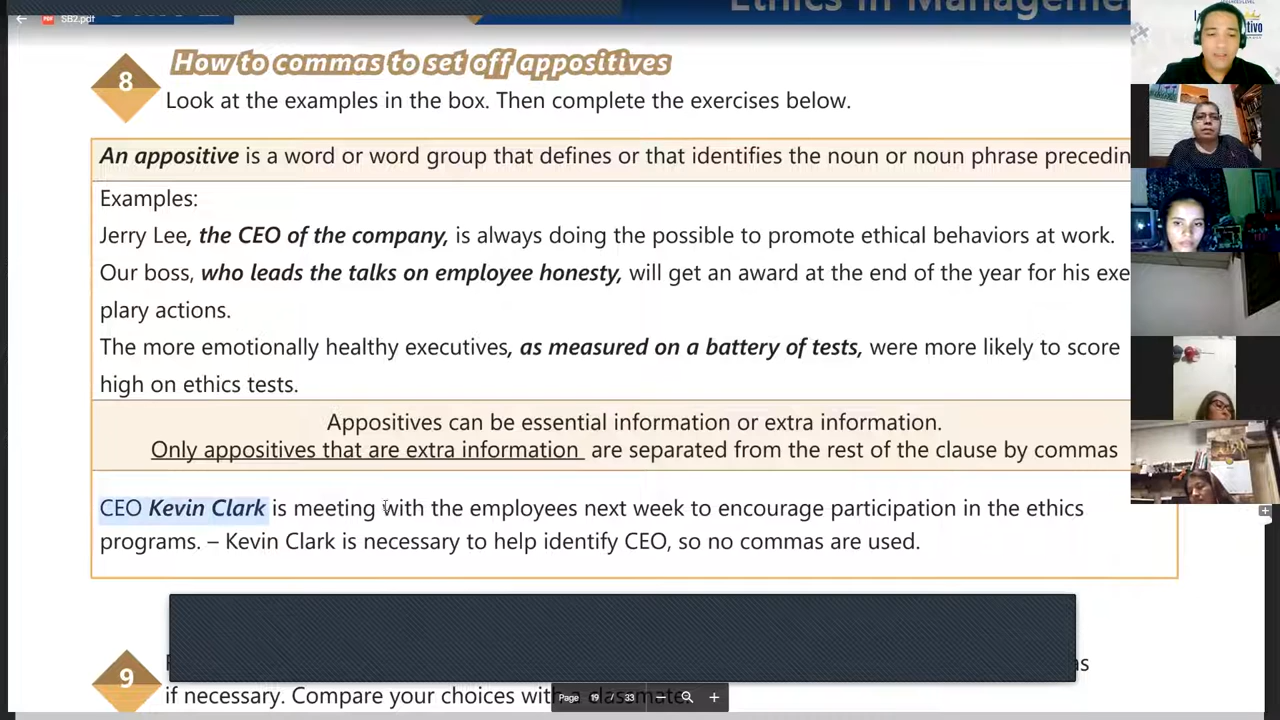 Ethics in Manageme
SB2.pdf
8
How to commas to set off appositives
Look at the examples in the box. Then complete the exercises below.
An appositive is a word or word group that defines or that identifies the noun or noun phrase precedin
Examples:
Jerry Lee, the CEO of the company, is always doing the possible to promote ethical behaviors at work.
Our boss, who leads the talks on employee honesty, will get an award at the end of the year for his exe
plary actions.
The more emotionally healthy executives, as measured on a battery of tests, were more likely to score
high on ethics tests.
Appositives can be essential information or extra information.
Only appositives that are extra information are separated from the rest of the clause by commas
CEO Kevin Clark is meeting with the employees next week to encourage participation in the ethics
programs. – Kevin Clark is necessary to help identify CEO, so no commas are used.
9
if necessary. Compare your choices with a classmate.
Page 19 / 33